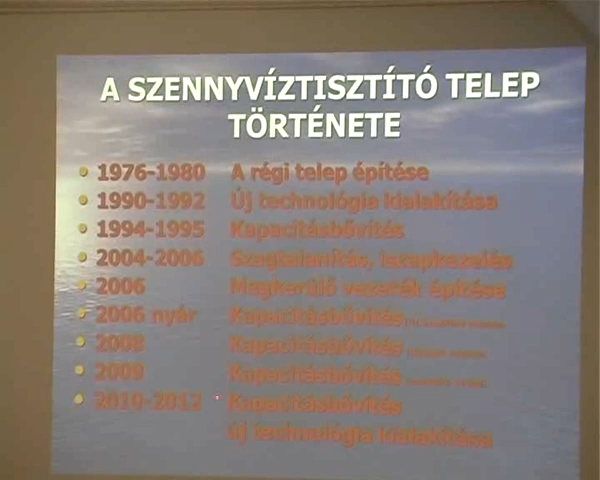 A SZENNYVÍZTISZTÍTÓ TELEP
TÖRTÉNETE
• 1976-1980 A régi telep építése
• 1990-1992 Új technológia kialakítása
• 1994-1995 Kapacitásbővítés
• 2004-2006 Szagtalanítás, iszapkezelés
• 2006 Megkerülő vezeték építése
• 2006 nyár Kapacitásbővítés
• 2008 Kapacitásbővítés
• 2009 Kapacitásbővítés
• 2010-2012 Kapacitásbővítés
új technológia kialakítása